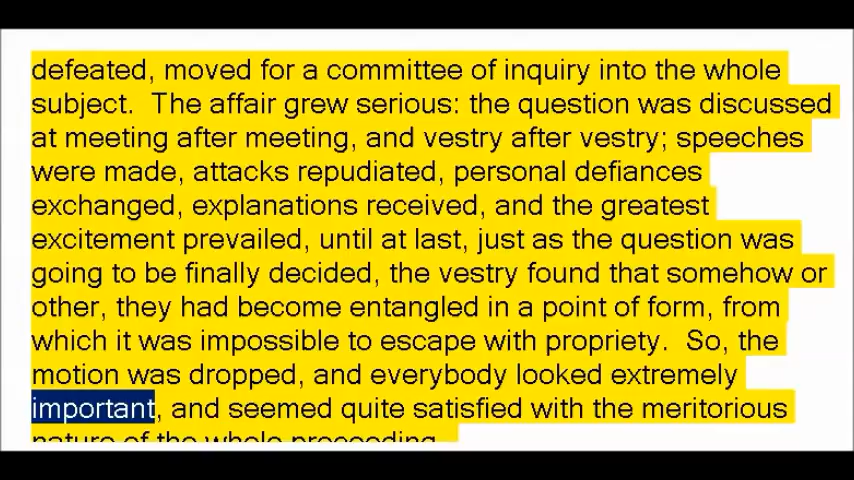 defeated, moved for a committee of inquiry into the whole
subject.  The affair grew serious: the question was discussed
at meeting after meeting, and vestry after vestry; speeches
were made, attacks repudiated, personal defiances
exchanged, explanations received, and the greatest
excitement prevailed, until at last, just as the question was
going to be finally decided, the vestry found that somehow or
other, they had become entangled in a point of form, from
which it was impossible to escape with propriety.  So, the
motion was dropped, and everybody looked extremely
important, and seemed quite satisfied with the meritorious
nature of the whole proceeding.